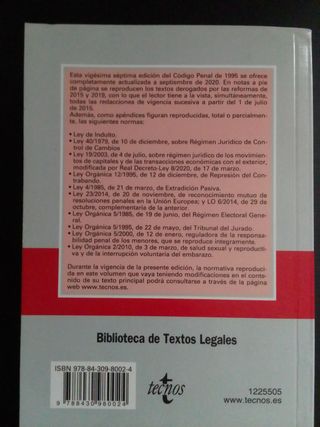 Esta vigésima séptima edición del Código Penal de 1995 se ofrece
completamente actualizada a septiembre de 2020. En notas a pie
de página se reproducen los textos derogados por las reformas de
2015 y 2019, con lo que el lector tiene a la vista, simultáneamente,
todas las redacciones de vigencia sucesiva a partir del 1 de julio
de 2015.
Además, como apéndices figuran reproducidas, total o parcialmen-
te, las siguientes normas:
• Ley de Indulto.
• Ley 40/1979, de 10 de diciembre, sobre Régimen Jurídico de Con-
trol de Cambios
• Ley 19/2003, de 4 de julio, sobre régimen jurídico de los movimien-
tos de capitales y de las transacciones económicas con el exterior,
modificada por Real Decreto-Ley 8/2020, de 17 de marzo.
• Ley Orgánica 12/1995, de 12 de diciembre, de Represión del Con-
trabando.
• Ley 4/1985, de 21 de marzo, de Extradición Pasiva.
• Ley 23/2014, de 20 de noviembre, de reconocimiento mutuo de
resoluciones penales en la Unión Europea; y LO 6/2014, de 29 de
octubre, complementaria de la anterior.
• Ley Orgánica 5/1985, de 19 de junio, del Régimen Electoral Gene-
ral.
• Ley Orgánica 5/1995, de 22 de mayo, del Tribunal del Jurado.
• Ley Orgánica 5/2000, de 12 de enero, reguladora de la responsa-
bilidad penal de los menores, que se reproduce íntegramente.
• Ley Orgánica 2/2010, de 3 de marzo, de salud sexual y reproducti-
va y de la interrupción voluntaria del embarazo.
Durante la vigencia de la presente edición, la normativa reproduci-
da en este volumen que vaya teniendo modificaciones en el conteni-
do de su texto principal podrá consultarse a través de la página
web www.tecnos.es
Biblioteca de Textos Legales
ISBN 978-84-309-8002-4
9 788430 980024
tecnos
1225505
www.tecnos.es